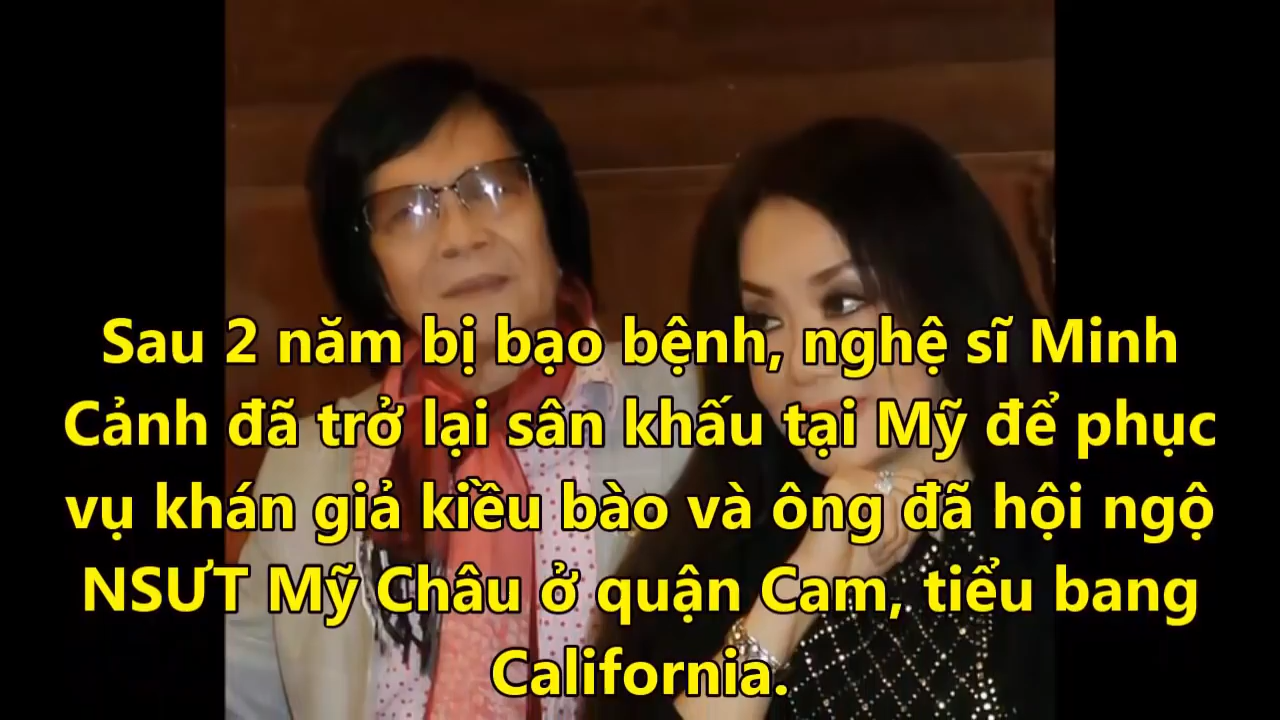 Sau 2 năm bị bạo bệnh, nghệ sĩ Minh
Cảnh đã trở lại sân khấu tại Mỹ để phục
vụ khán giả kiều bào và ông đã hội ngộ
NSƯT Mỹ Châu ở quận Cam, tiểu bang
California.